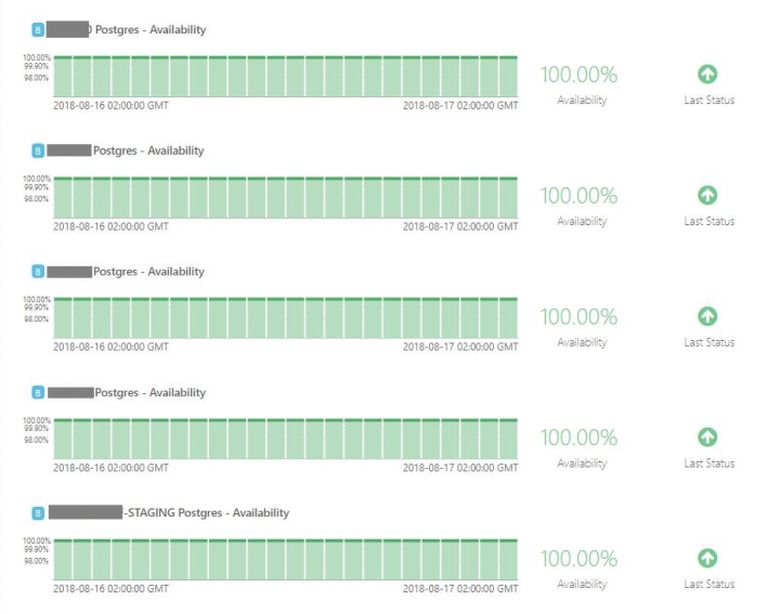 B Postgres - Availability
100.00%
99.90%
98.00%
2018-08-16 02:00:00 GMT 2018-08-17 02:00:00 GMT
100.00%
Availability
Last Status
B Postgres - Availability
100.00%
99.90%
98.00%
2018-08-16 02:00:00 GMT 2018-08-17 02:00:00 GMT
100.00%
Availability
Last Status
B Postgres - Availability
100.00%
99.90%
98.00%
2018-08-16 02:00:00 GMT 2018-08-17 02:00:00 GMT
100.00%
Availability
Last Status
B Postgres - Availability
100.00%
99.90%
98.00%
2018-08-16 02:00:00 GMT 2018-08-17 02:00:00 GMT
100.00%
Availability
Last Status
B -STAGING Postgres - Availability
100.00%
99.90%
98.00%
2018-08-16 02:00:00 GMT 2018-08-17 02:00:00 GMT
100.00%
Availability
Last Status